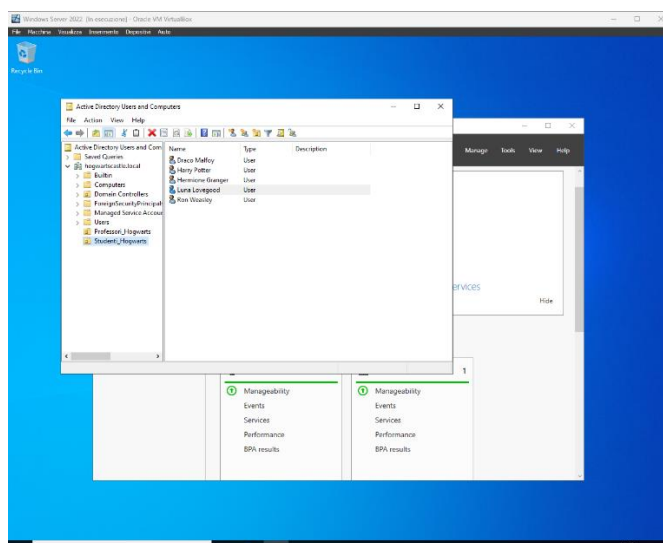 Windows Server 2022 (In esecuzione) - Oracle VM VirtualBox
File Macchina Visualizza Inserimento Dispositivi Aiuto
Recycle Bin
Active Directory Users and Computers
File Action View Help
Manage Tools View Help
Active Directory Users and Com
Saved Queries
hogwartscastle.local
Builtin
Computers
Domain Controllers
ForeignSecurityPrincipals
Managed Service Accour
Users
Professori_Hogwarts
Studenti_Hogwarts
Name Type Description
Draco Malfoy User
Harry Potter User
Hermione Granger User
Luna Lovegood User
Ron Weasley User
ervices
Hide
1
Manageability
Events
Services
Performance
BPA results
Manageability
Events
Services
Performance
BPA results